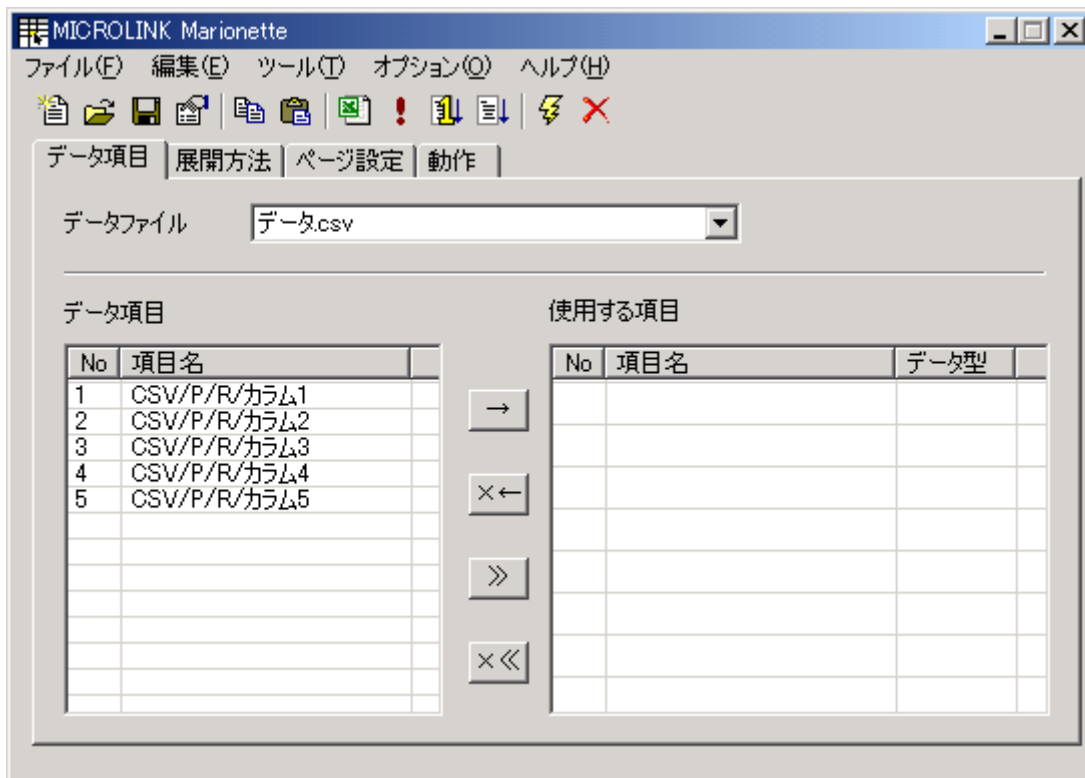 MICROLINK Marionette
ファイル(F) 編集(E) ツール(T) オプション(O) ヘルプ(H)
データ項目 展開方法 ページ設定 動作
データファイル データ.csv
データ項目 使用する項目
No 項目名 No 項目名 データ型
1 CSV/P/R/カラム1
2 CSV/P/R/カラム2
3 CSV/P/R/カラム3
4 CSV/P/R/カラム4
5 CSV/P/R/カラム5
→
×←
≫
×≪